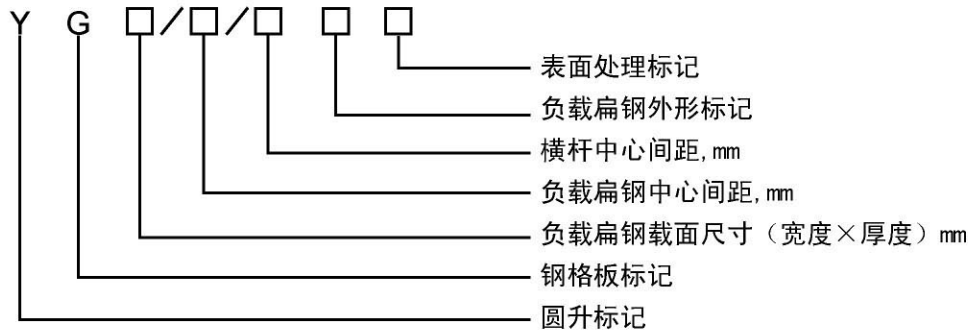 Y G □/□/□ □ □
表面处理标记
负载扁钢外形标记
横杆中心间距,mm
负载扁钢中心间距,mm
负载扁钢载面尺寸（宽度×厚度）mm
钢格板标记
圆升标记